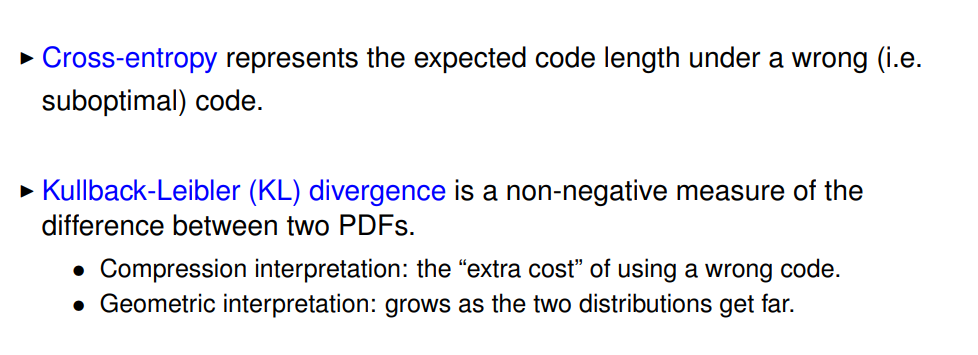 ▶ Cross-entropy represents the expected code length under a wrong (i.e.
suboptimal) code.
▶ Kullback-Leibler (KL) divergence is a non-negative measure of the
difference between two PDFs.
• Compression interpretation: the “extra cost” of using a wrong code.
• Geometric interpretation: grows as the two distributions get far.